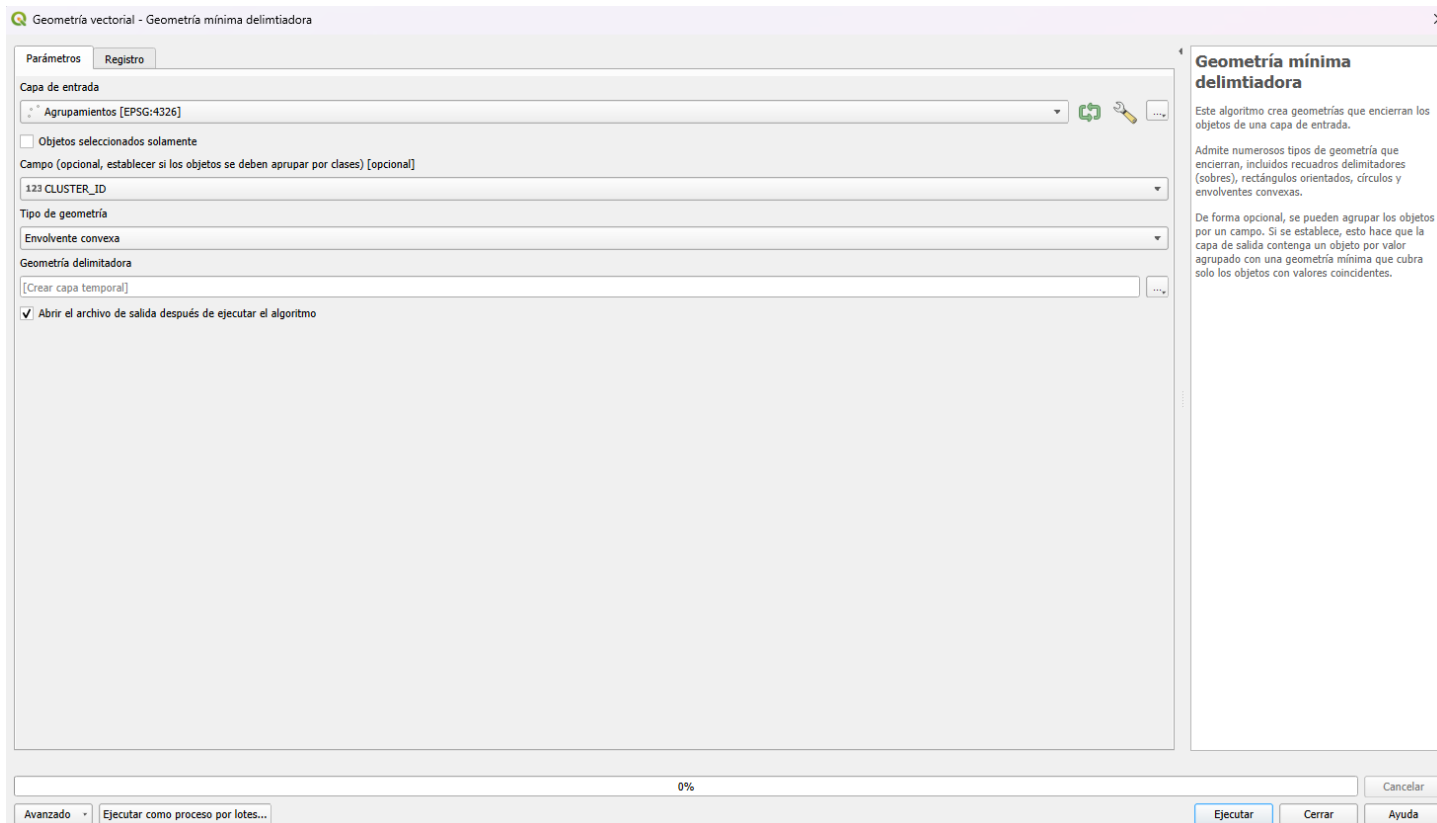 Geometría vectorial - Geometría mínima delimtiadora
Parámetros
Registro
Capa de entrada
Agrupamientos [EPSG:4326]
...
Objetos seleccionados solamente
Campo (opcional, establecer si los objetos se deben aprupar por clases) [opcional]
123 CLUSTER_ID
Tipo de geometría
Envolvente convexa
Geometría delimitadora
[Crear capa temporal]
...
Abrir el archivo de salida después de ejecutar el algoritmo
Geometría mínima
delimtiadora
Este algoritmo crea geometrías que encierran los
objetos de una capa de entrada.
Admite numerosos tipos de geometría que
encierran, incluidos recuadros delimitadores
(sobres), rectángulos orientados, círculos y
envolventes convexas.
De forma opcional, se pueden agrupar los objetos
por un campo. Si se establece, esto hace que la
capa de salida contenga un objeto por valor
agrupado con una geometría mínima que cubra
solo los objetos con valores coincidentes.
0%
Cancelar
Avanzado
Ejecutar como proceso por lotes...
Ejecutar
Cerrar
Ayuda